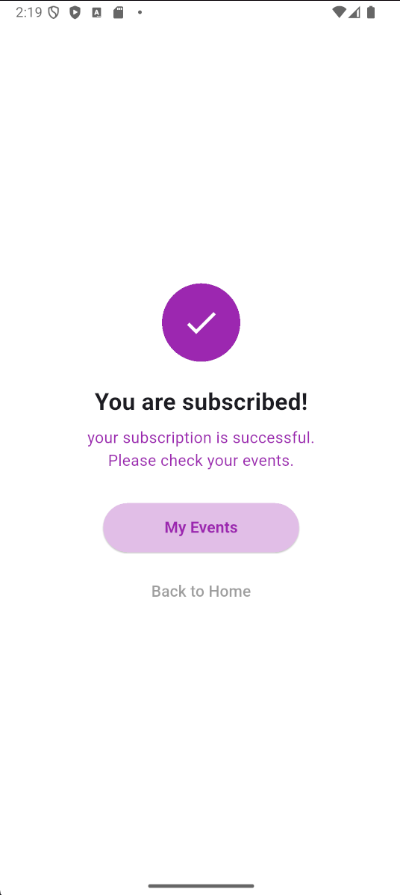 2:19
You are subscribed!
your subscription is successful.
Please check your events.
My Events
Back to Home